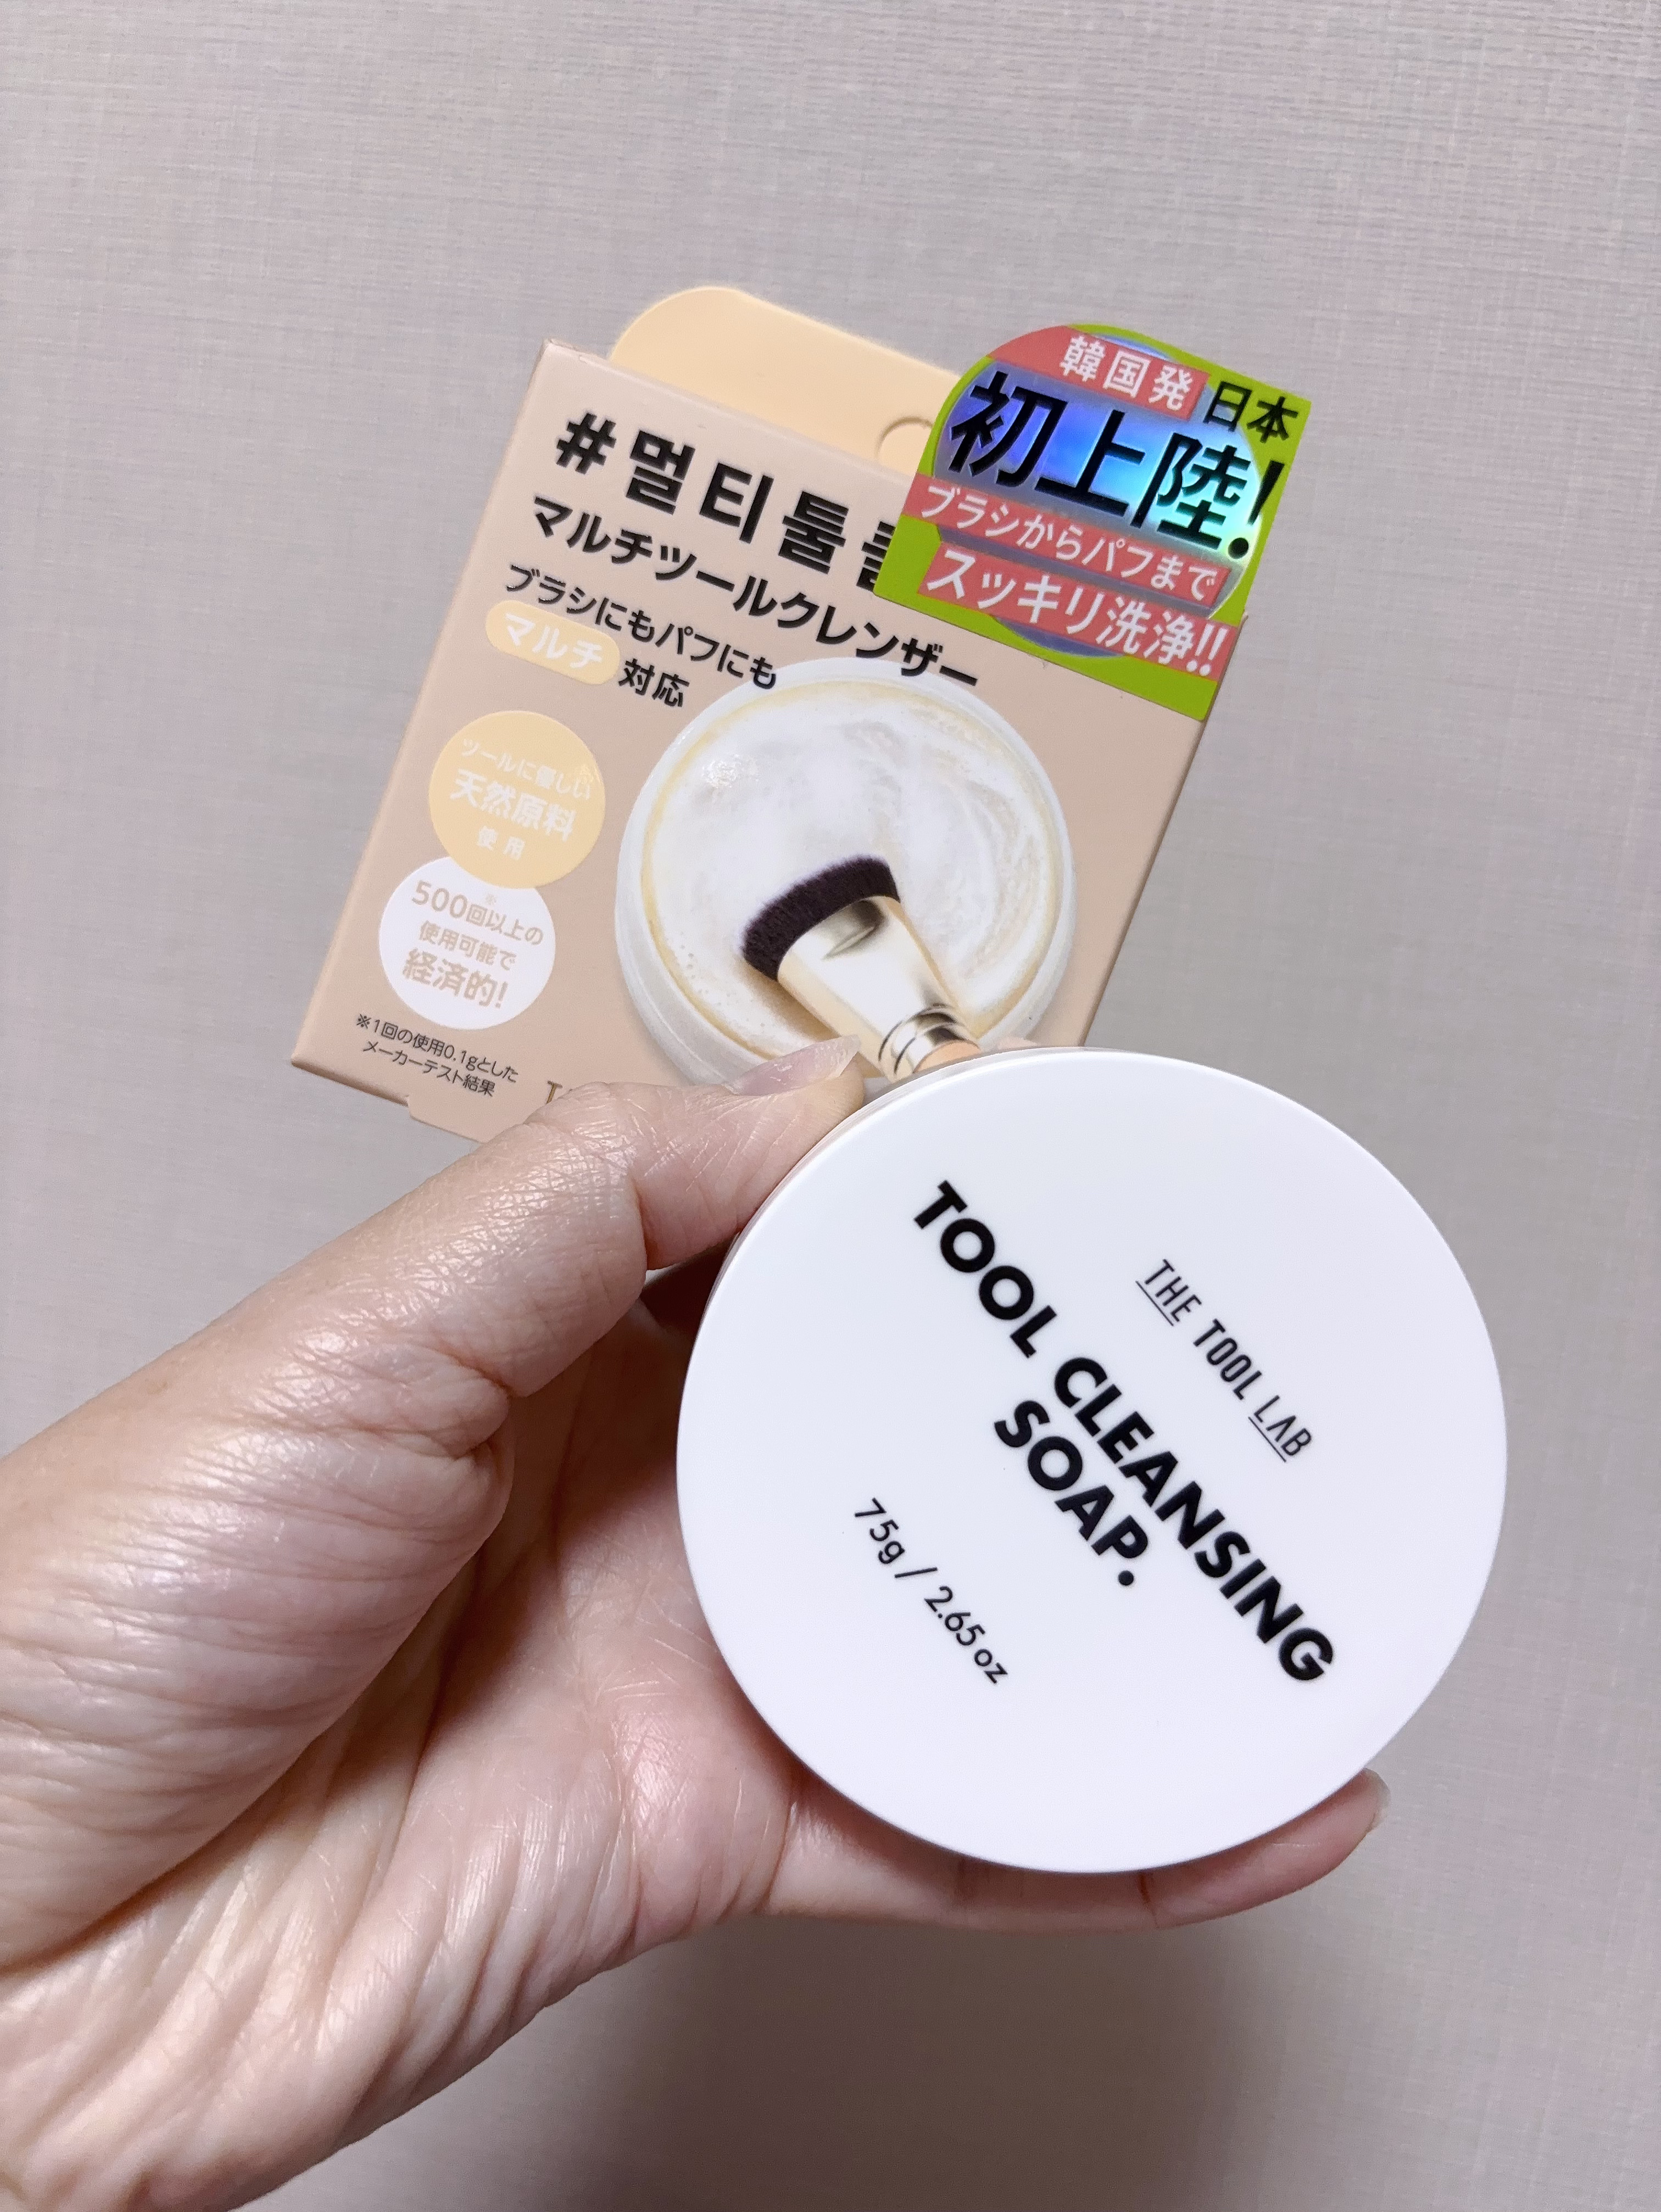 #멀티툴
マルチツールクレンザー
ブラシにもパフにも
マルチ 対応
ツールに優しい
天然原料
使用
※
500回以上の
使用可能で
経済的!
※1回の使用0.1gとした
メーカーテスト結果
韓国発 日本
初上陸!
ブラシからパフまで
スッキリ洗浄!!
THE TOOL LAB
TOOL CLEANSING
SOAP.
75g / 2.65oz